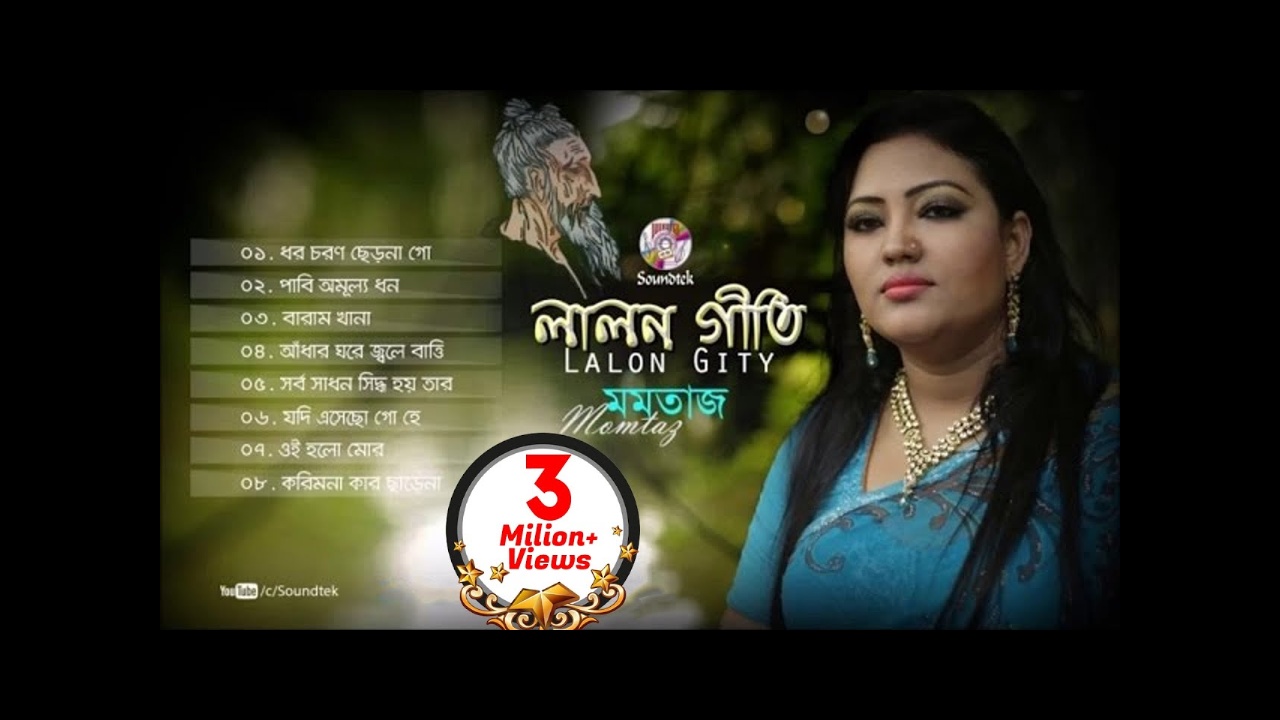 ০১. ধর চরণ ছেড়না গো
০২. পাবি অমূল্য ধন
০৩. বারাম খানা
০৪. আঁধার ঘরে জ্বলে বাত্তি
০৫. সর্ব সাধন সিদ্ধ হয় তার
০৬. যদি এসেছো গো হে
০৭. ওই হলো মোর
০৮. করিমনা কাম ছাড়েনা
Soundtek
লালন গীতি
LALON GITY
মমতাজ
Momtaz
3
Milion+
Views
YouTube /c/Soundtek